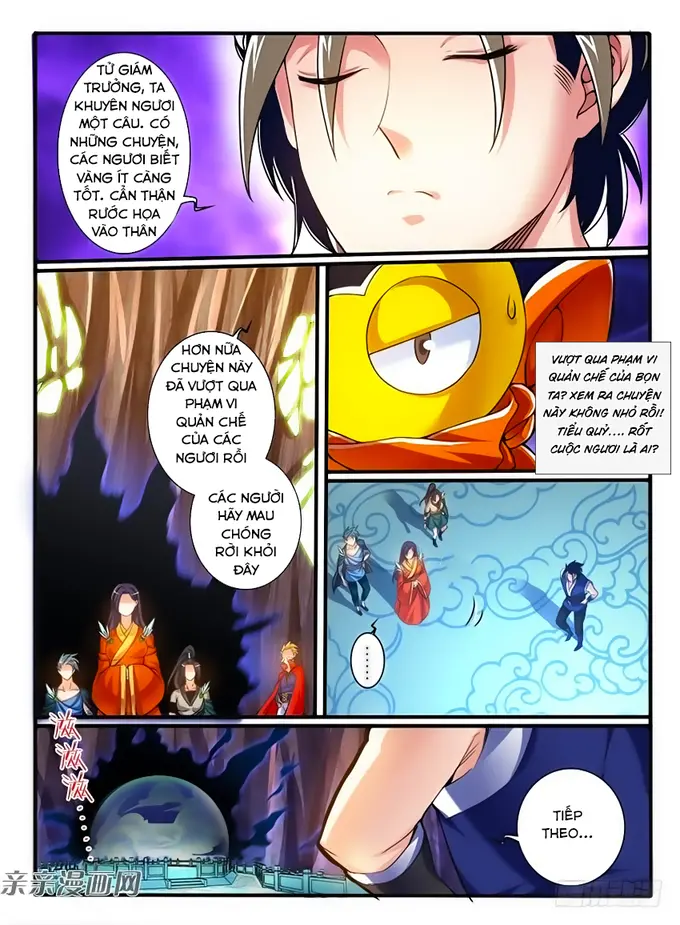 TỬ GIÁM
TRƯỞNG, TA
KHUYÊN NGƯƠI
MỘT CÂU. CÓ
NHỮNG CHUYỆN,
CÁC NGƯƠI BIẾT
VÀNG ÍT CÀNG
TỐT. CẨN THẬN
RƯỚC HỌA
VÀO THÂN
HƠN NỮA
CHUYỆN NÀY
ĐÃ VƯỢT QUA
PHẠM VI
QUẢN CHẾ
CỦA CÁC
NGƯƠI RỒI
CÁC NGƯỜI
HÃY MAU
CHÓNG
RỜI KHỎI
ĐÂY
VƯỢT QUA PHẠM VI
QUẢN CHẾ CỦA BỌN
TA? XEM RA CHUYỆN
NÀY KHÔNG NHỎ RỒI!
TIỂU QUỶ.... RỐT
CUỘC NGƯƠI LÀ AI?
......
TIẾP
THEO...
亲亲漫画网